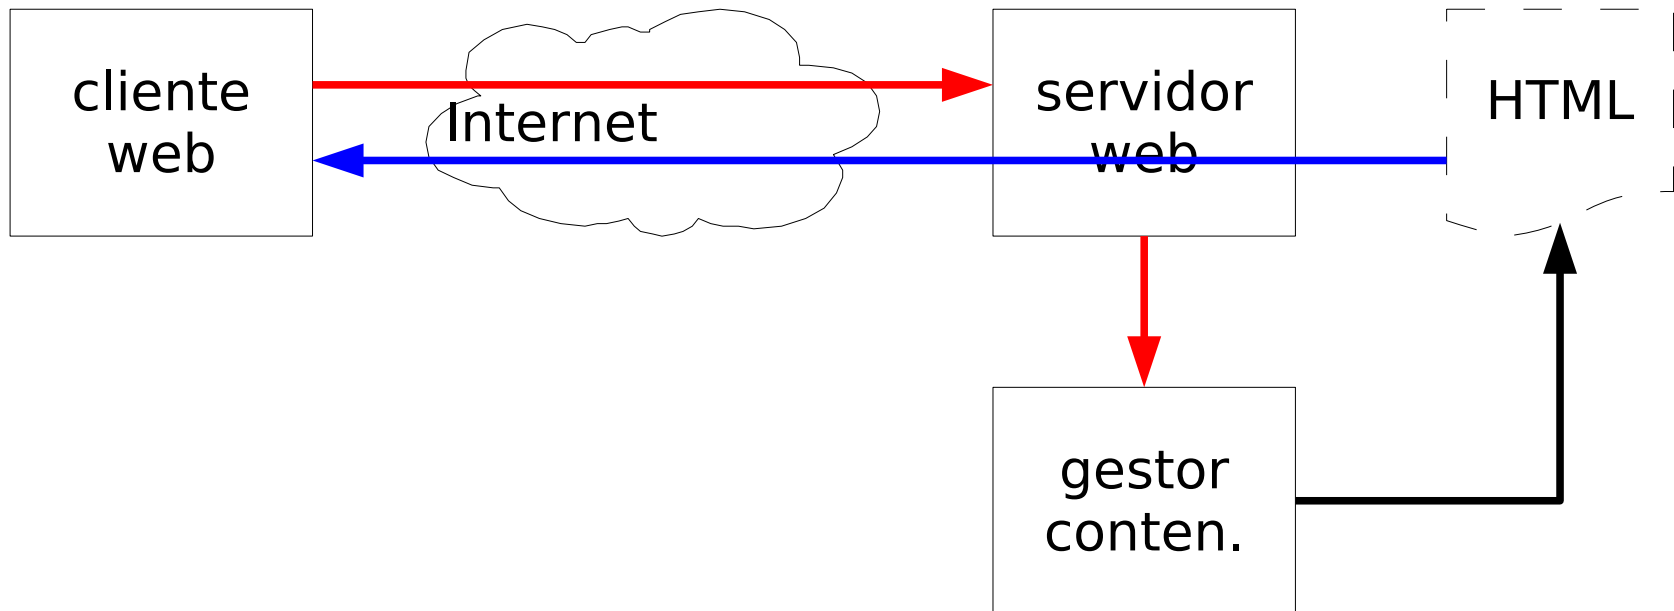 cliente
web
Internet
servidor
web
HTML
gestor
conten.